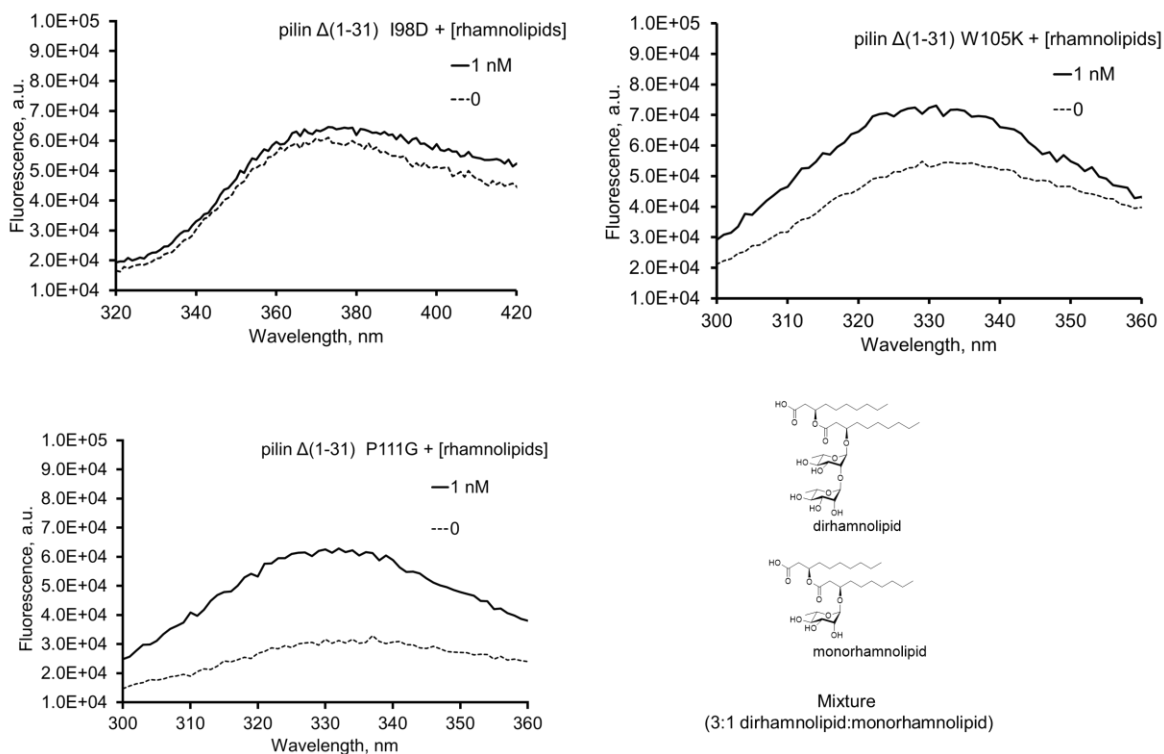 pilin Δ(1-31) I98D + [rhamnolipids]
1 nM
0
1.0E+05
9.0E+04
8.0E+04
7.0E+04
6.0E+04
5.0E+04
4.0E+04
3.0E+04
2.0E+04
1.0E+04
Fluorescence, a.u.
320 340 360 380 400 420
Wavelength, nm
pilin Δ(1-31) W105K + [rhamnolipids]
1 nM
0
1.0E+05
9.0E+04
8.0E+04
7.0E+04
6.0E+04
5.0E+04
4.0E+04
3.0E+04
2.0E+04
1.0E+04
Fluorescence, a.u.
300 310 320 330 340 350 360
Wavelength, nm
pilin Δ(1-31) P111G + [rhamnolipids]
1 nM
0
1.0E+05
9.0E+04
8.0E+04
7.0E+04
6.0E+04
5.0E+04
4.0E+04
3.0E+04
2.0E+04
1.0E+04
Fluorescence, a.u.
300 310 320 330 340 350 360
Wavelength, nm
HO
O
O
O
O
O
HO
HO
O
O
HO
HO
OH
dirhamnolipid
HO
O
O
O
O
O
HO
HO
OH
monorhamnolipid
Mixture
(3:1 dirhamnolipid:monorhamnolipid)